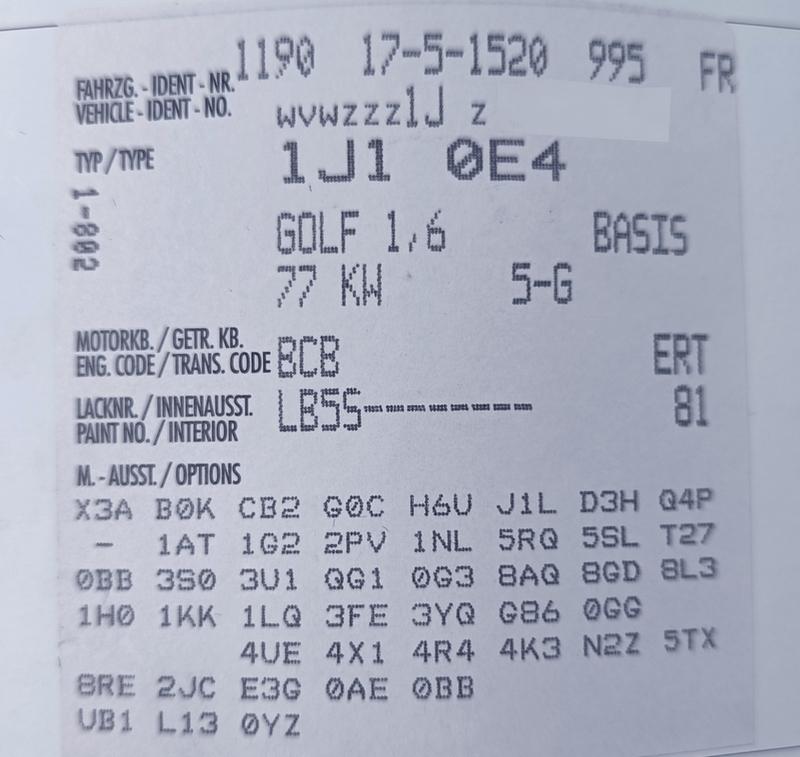 1190 17-5-1520 995 FR
FAHRZG. - IDENT - NR.
VEHICLE - IDENT - NO. WVWZZZ1J Z
TYP / TYPE 1J1 0E4
1-802
GOLF 1,6 BASIS
77 KW 5-G
MOTORKB. / GETR. KB.
ENG. CODE / TRANS. CODE BCB ERT
LACKNR. / INNENAUSST. LB5S------- 81
PAINT NO. / INTERIOR
M. - AUSST. / OPTIONS
X3A B0K CB2 G0C H6U J1L D3H Q4P
- 1AT 1G2 2PV 1NL 5RQ 5SL T27
0BB 3S0 3U1 QG1 0G3 8AQ 8GD 8L3
1H0 1KK 1LQ 3FE 3YQ G86 0GG
4UE 4X1 4R4 4K3 N2Z 5TX
8RE 2JC E3G 0AE 0BB
UB1 L13 0YZ